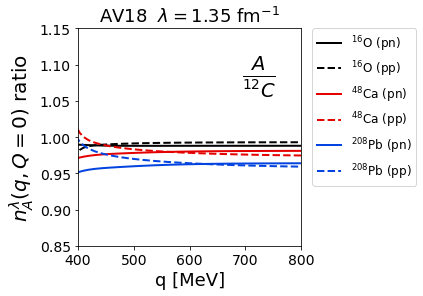 AV18 λ = 1.35 fm⁻¹
1.15
1.10
1.05
1.00
0.95
0.90
0.85
n_A^λ(q, Q = 0) ratio
A
¹²C
400
500
600
700
800
q [MeV]
¹⁶O (pn)
¹⁶O (pp)
⁴⁸Ca (pn)
⁴⁸Ca (pp)
²⁰⁸Pb (pn)
²⁰⁸Pb (pp)